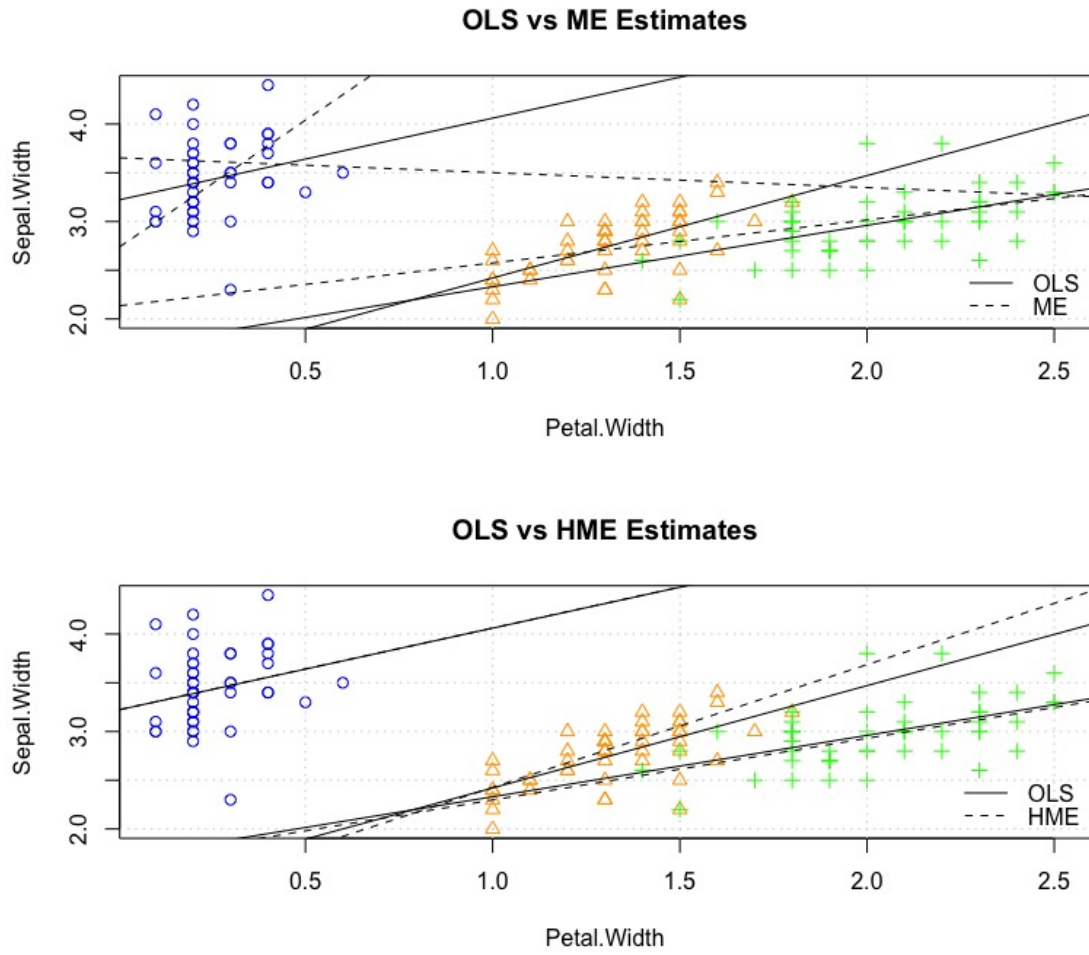 OLS vs ME Estimates
Sepal.Width
4.0
3.0
2.0
OLS
ME
0.5 1.0 1.5 2.0 2.5
Petal.Width
OLS vs HME Estimates
Sepal.Width
4.0
3.0
2.0
OLS
HME
0.5 1.0 1.5 2.0 2.5
Petal.Width